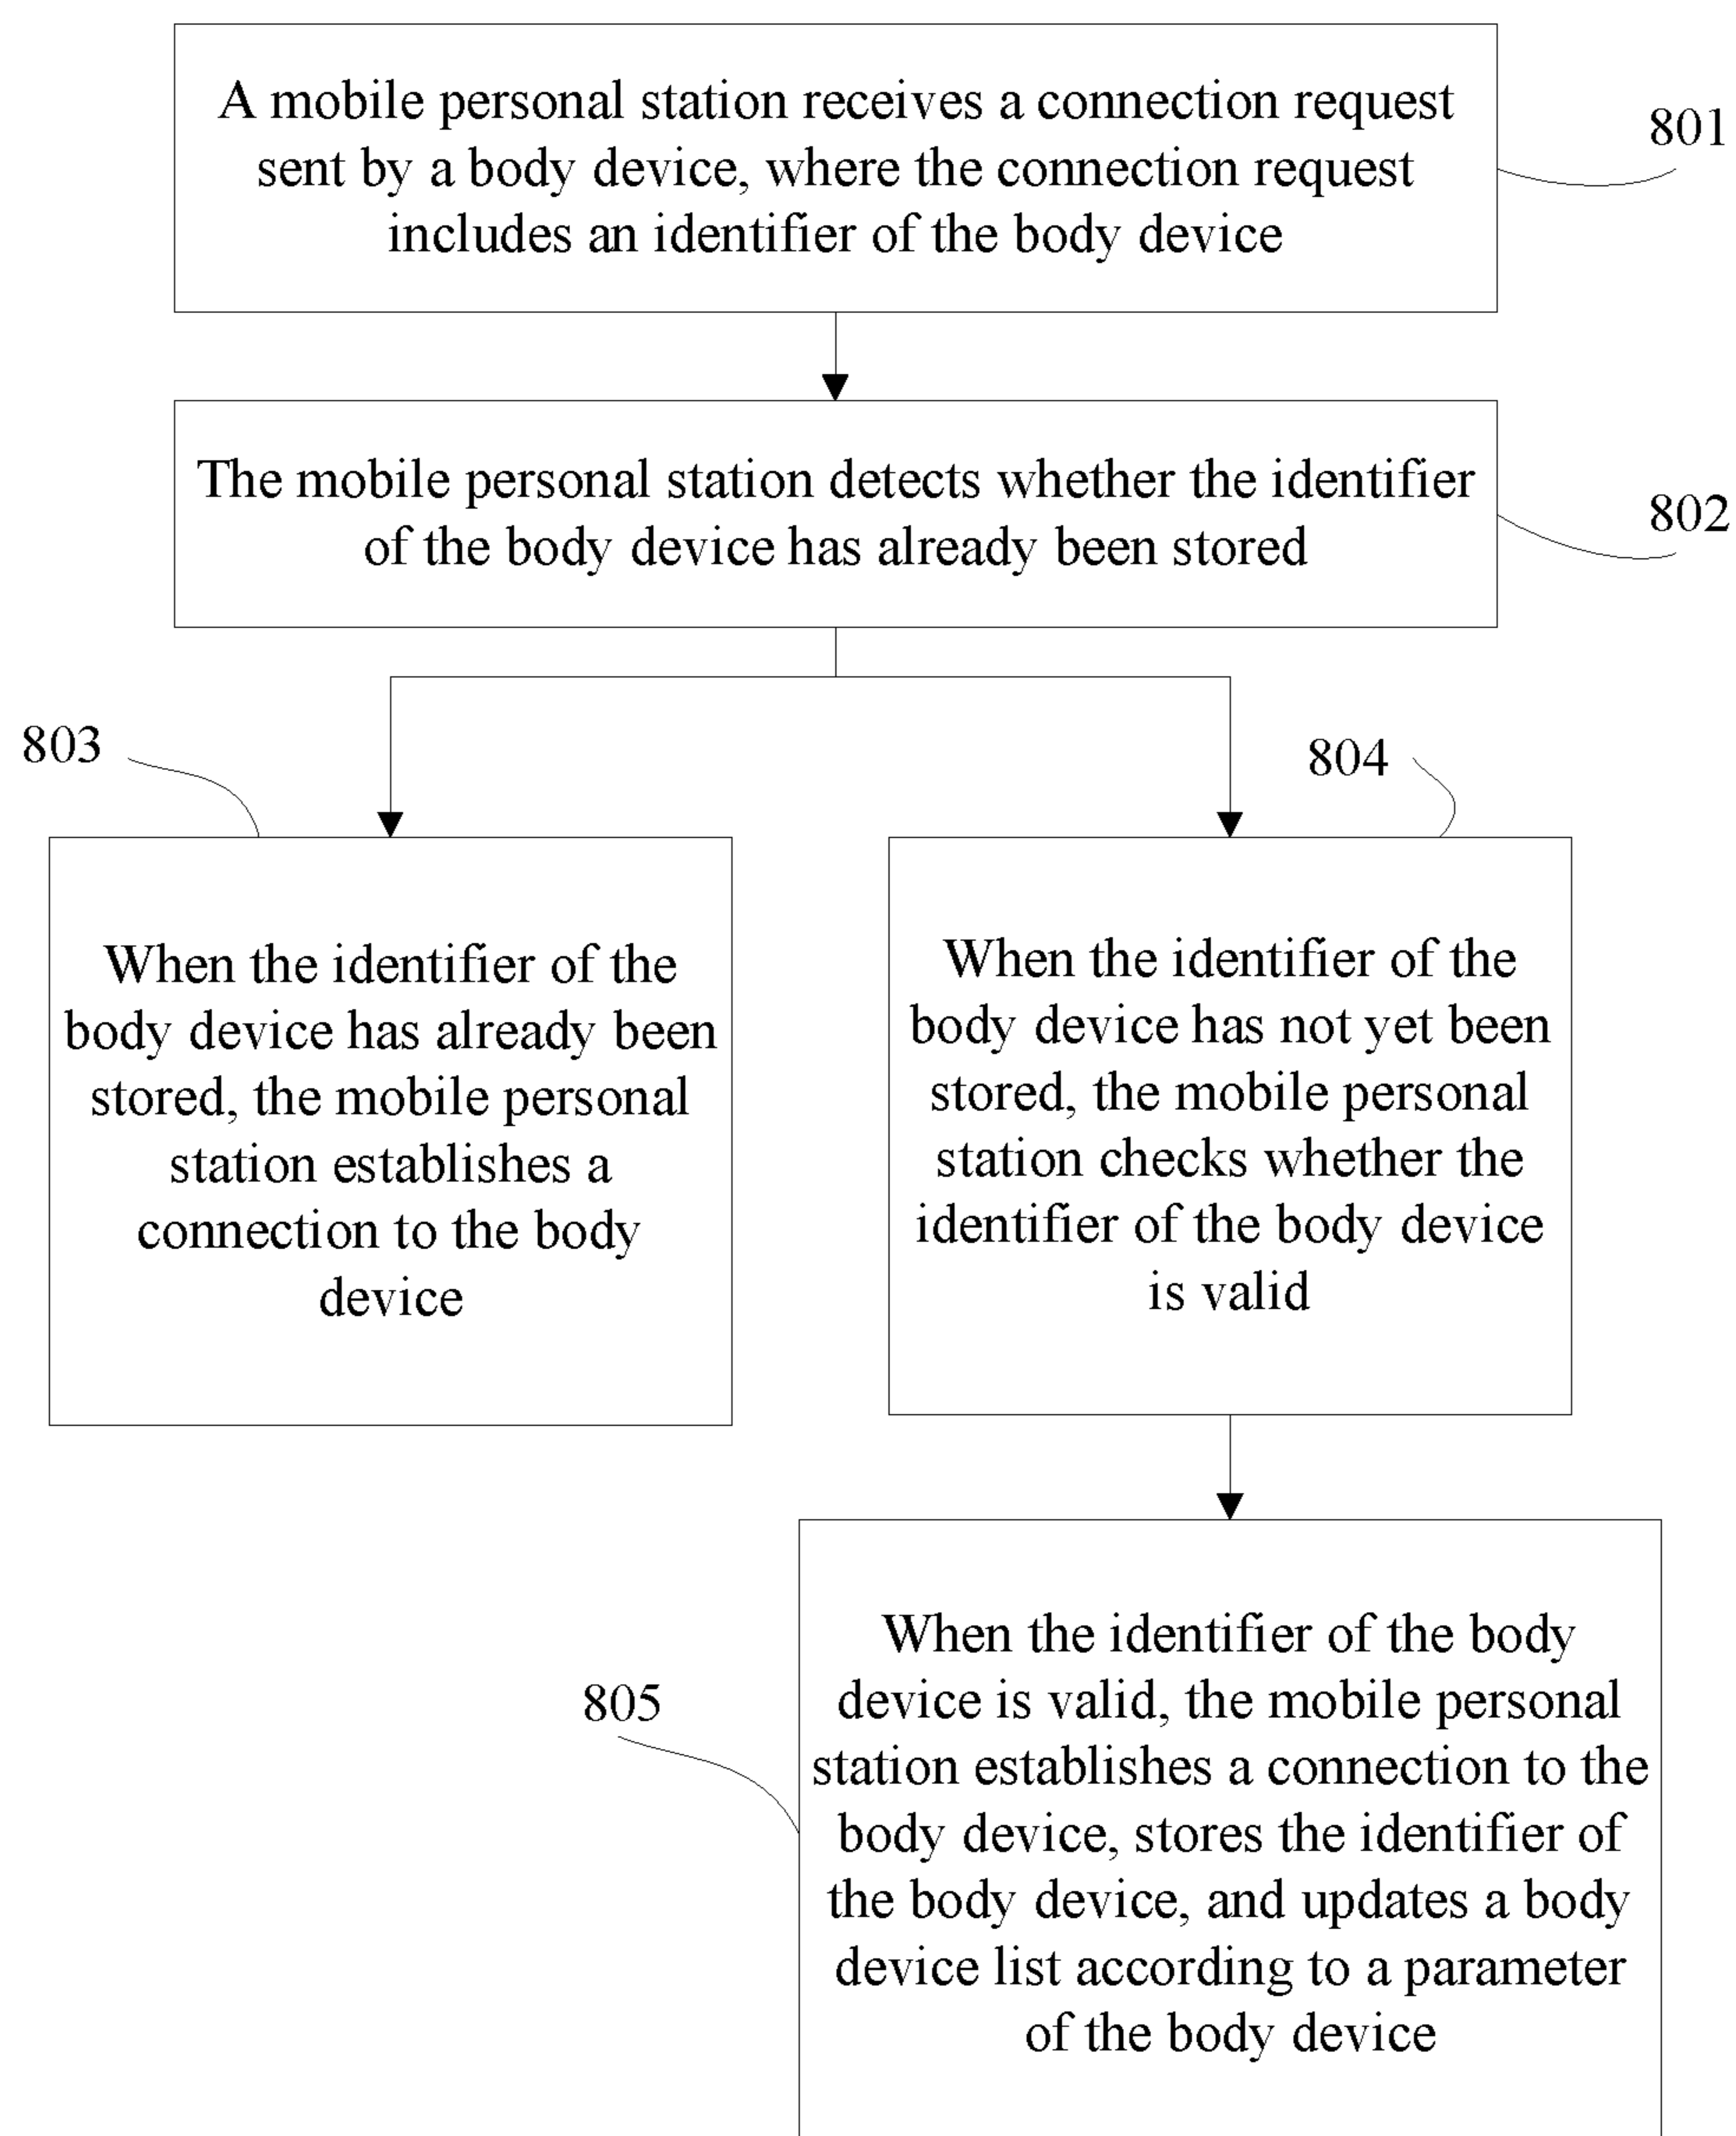 A mobile personal station receives a connection request
sent by a body device, where the connection request
includes an identifier of the body device
801
The mobile personal station detects whether the identifier
of the body device has already been stored
802
803
When the identifier of the
body device has already been
stored, the mobile personal
station establishes a
connection to the body
device
804
When the identifier of the
body device has not yet been
stored, the mobile personal
station checks whether the
identifier of the body device
is valid
805
When the identifier of the body
device is valid, the mobile personal
station establishes a connection to the
body device, stores the identifier of
the body device, and updates a body
device list according to a parameter
of the body device